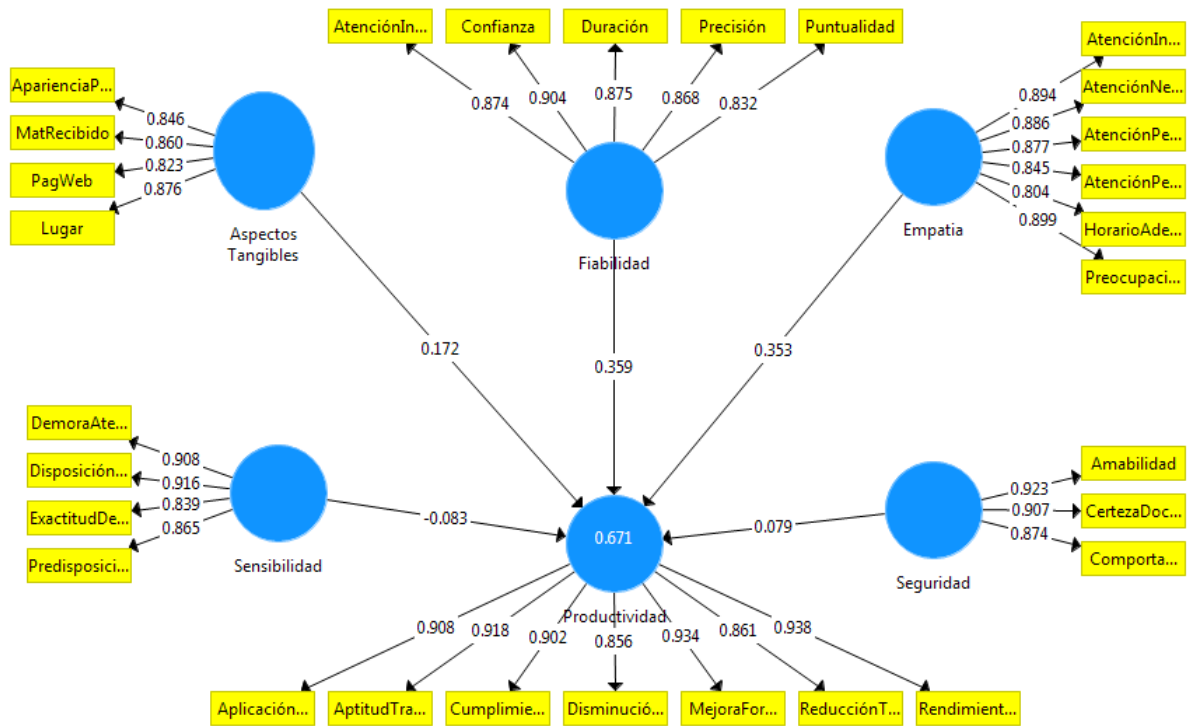 AtenciónIn...
Confianza
Duración
Precisión
Puntualidad
0.874
0.904
0.875
0.868
0.832
Fiabilidad
AparienciaP...
MatRecibido
PagWeb
Lugar
0.846
0.860
0.823
0.876
Aspectos
Tangibles
AtenciónIn...
AtenciónNe...
AtenciónPe...
AtenciónPe...
HorarioAde...
Preocupaci...
0.894
0.886
0.877
0.845
0.804
0.899
Empatia
0.172
0.359
0.353
DemoraAte...
Disposición...
ExactitudDe...
Predisposici...
0.908
0.916
0.839
0.865
Sensibilidad
-0.083
0.671
Productividad
0.079
Amabilidad
CertezaDoc...
Comporta...
0.923
0.907
0.874
Seguridad
0.908
0.918
0.902
0.856
0.934
0.861
0.938
Aplicación...
AptitudTra...
Cumplimie...
Disminució...
MejoraFor...
ReducciónT...
Rendimient...